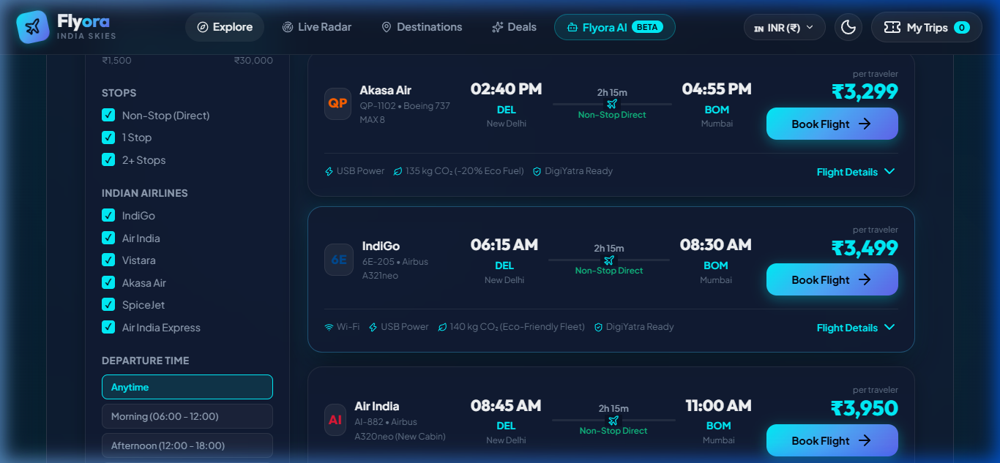 Flyora
INDIA SKIES
Explore
Live Radar
Destinations
Deals
Flyora AI BETA
IN INR (₹)
My Trips 0
₹1,500 ₹30,000
STOPS
Non-Stop (Direct)
1 Stop
2+ Stops
INDIAN AIRLINES
IndiGo
Air India
Vistara
Akasa Air
SpiceJet
Air India Express
DEPARTURE TIME
Anytime
Morning (06:00 - 12:00)
Afternoon (12:00 - 18:00)
QP
Akasa Air
QP-1102 • Boeing 737
MAX 8
02:40 PM
DEL
New Delhi
2h 15m
Non-Stop Direct
04:55 PM
BOM
Mumbai
per traveler
₹3,299
Book Flight
USB Power 135 kg CO₂ (-20% Eco Fuel) DigiYatra Ready
Flight Details
6E
IndiGo
6E-205 • Airbus
A321neo
06:15 AM
DEL
New Delhi
2h 15m
Non-Stop Direct
08:30 AM
BOM
Mumbai
per traveler
₹3,499
Book Flight
Wi-Fi USB Power 140 kg CO₂ (Eco-Friendly Fleet) DigiYatra Ready
Flight Details
AI
Air India
AI-882 • Airbus
A320neo (New Cabin)
08:45 AM
DEL
New Delhi
2h 15m
Non-Stop Direct
11:00 AM
BOM
Mumbai
per traveler
₹3,950
Book Flight